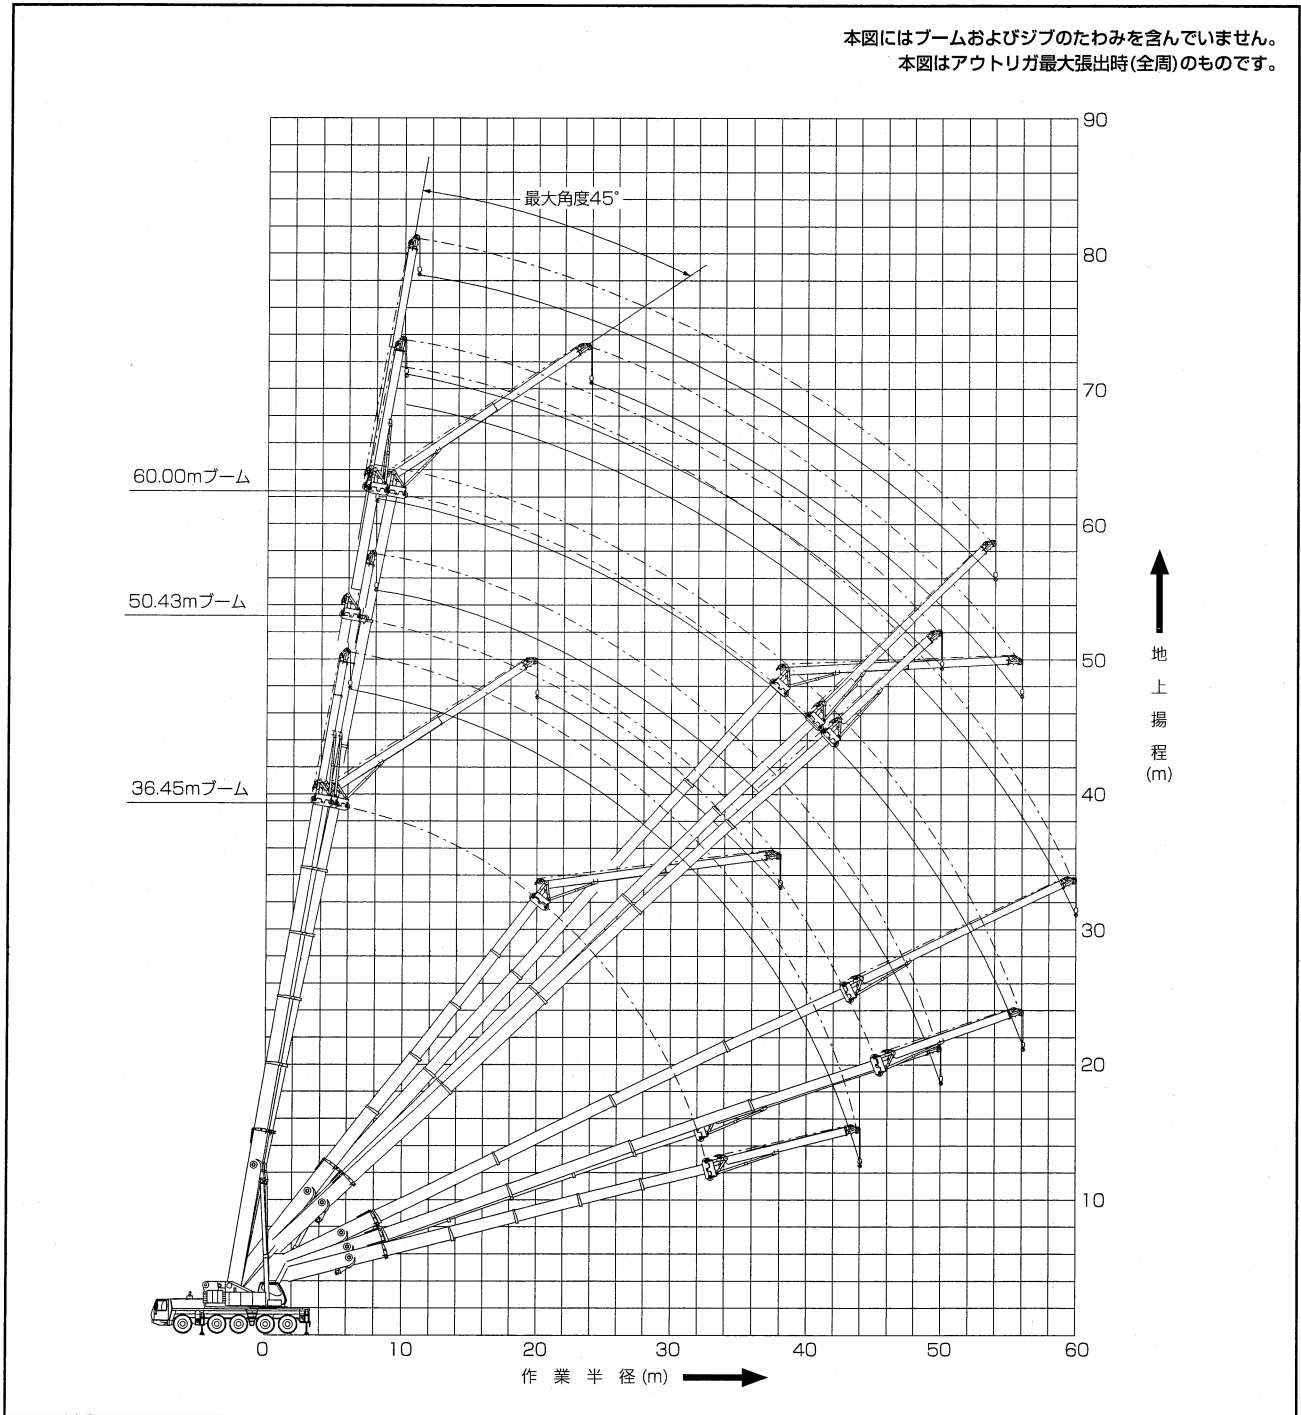 本図にはブームおよびジブのたわみを含んでいません。
本図はアウトリガ最大張出時(全周)のものです。
90
最大角度45°
80
70
60.00mブーム
60
50.43mブーム
50
地上揚程(m)
36.45mブーム
40
30
20
10
0 10 20 30 40 50 60
作業半径(m)